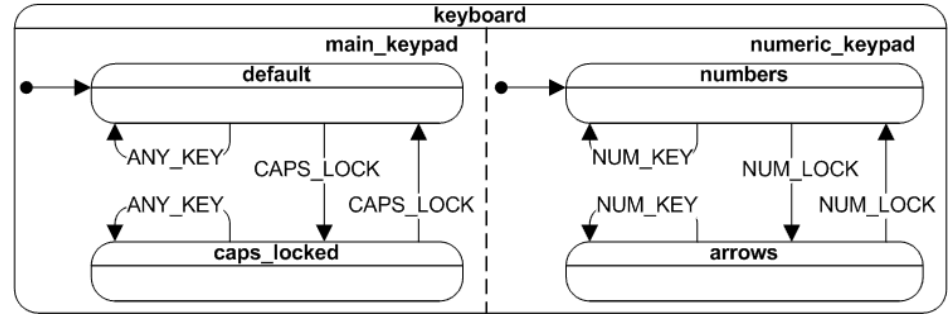 keyboard
main_keypad
numeric_keypad
default
numbers
ANY_KEY
CAPS_LOCK
NUM_KEY
NUM_LOCK
ANY_KEY
CAPS_LOCK
NUM_KEY
NUM_LOCK
caps_locked
arrows